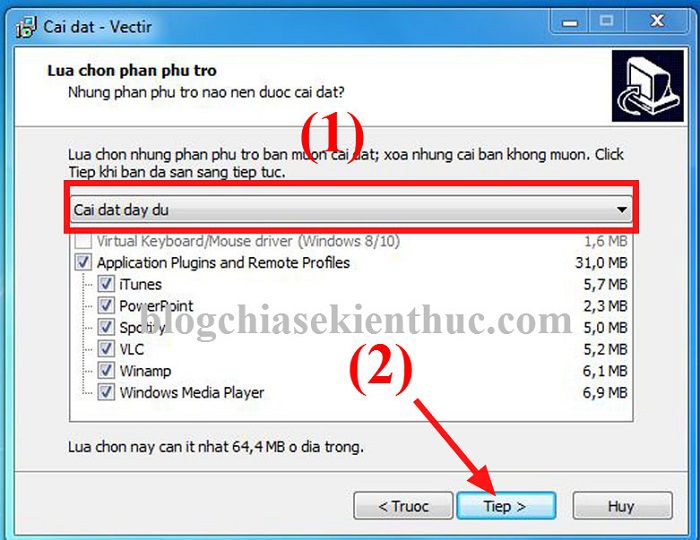 Cai dat - Vectir
Lua chon phan phu tro
Nhung phan phu tro nao nen duoc cai dat?
(1)
Lua chon nhung phan phu tro ban muon cai dat; xoa nhung cai ban khong muon. Click
Tiep khi ban da san sang tiep tuc.
Cai dat day du
Virtual Keyboard/Mouse driver (Windows 8/10) 1,6 MB
Application Plugins and Remote Profiles 31,0 MB
iTunes 5,7 MB
PowerPoint 2,3 MB
blogchiasekienthuc.com
Spotify 5,0 MB
VLC 5,2 MB
(2)
Winamp 6,1 MB
Windows Media Player 6,9 MB
Lua chon nay can it nhat 64,4 MB o dia trong.
< Truoc Tiep > Huy